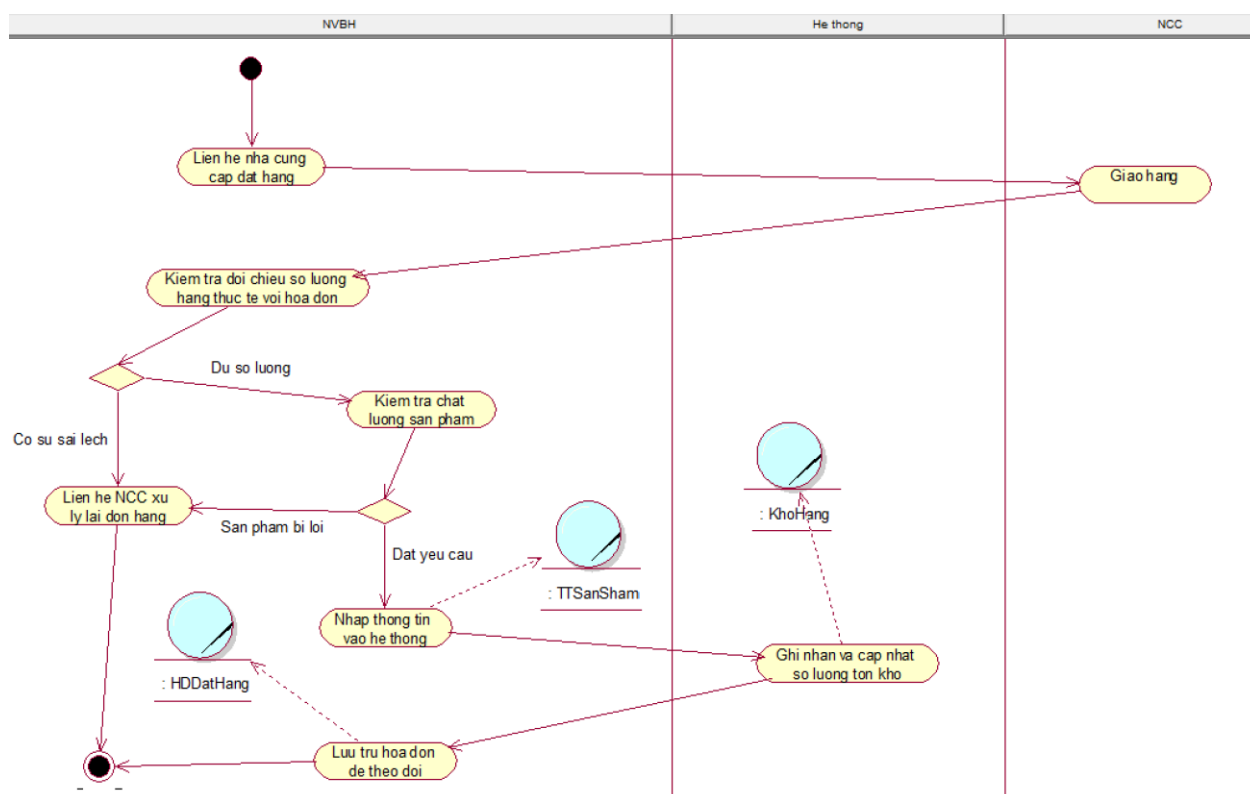 NVBH
He thong
NCC
Lien he nha cung
cap dat hang
Giao hang
Kiem tra doi chieu so luong
hang thuc te voi hoa don
Du so luong
Kiem tra chat
luong san pham
Co su sai lech
Lien he NCC xu
ly lai don hang
San pham bi loi
: KhoHang
Dat yeu cau
: TTSanSham
Nhap thong tin
vao he thong
Ghi nhan va cap nhat
so luong ton kho
: HDDatHang
Luu tru hoa don
de theo doi